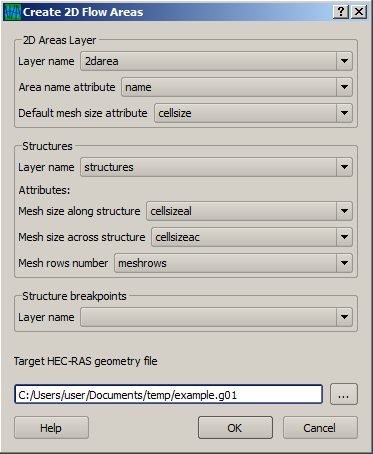 Create 2D Flow Areas
2D Areas Layer
Layer name 2darea
Area name attribute name
Default mesh size attribute cellsize
Structures
Layer name structures
Attributes:
Mesh size along structure cellsizeal
Mesh size across structure cellsizeac
Mesh rows number meshrows
Structure breakpoints
Layer name
Target HEC-RAS geometry file
C:/Users/user/Documents/temp/example.g01 ...
Help OK Cancel